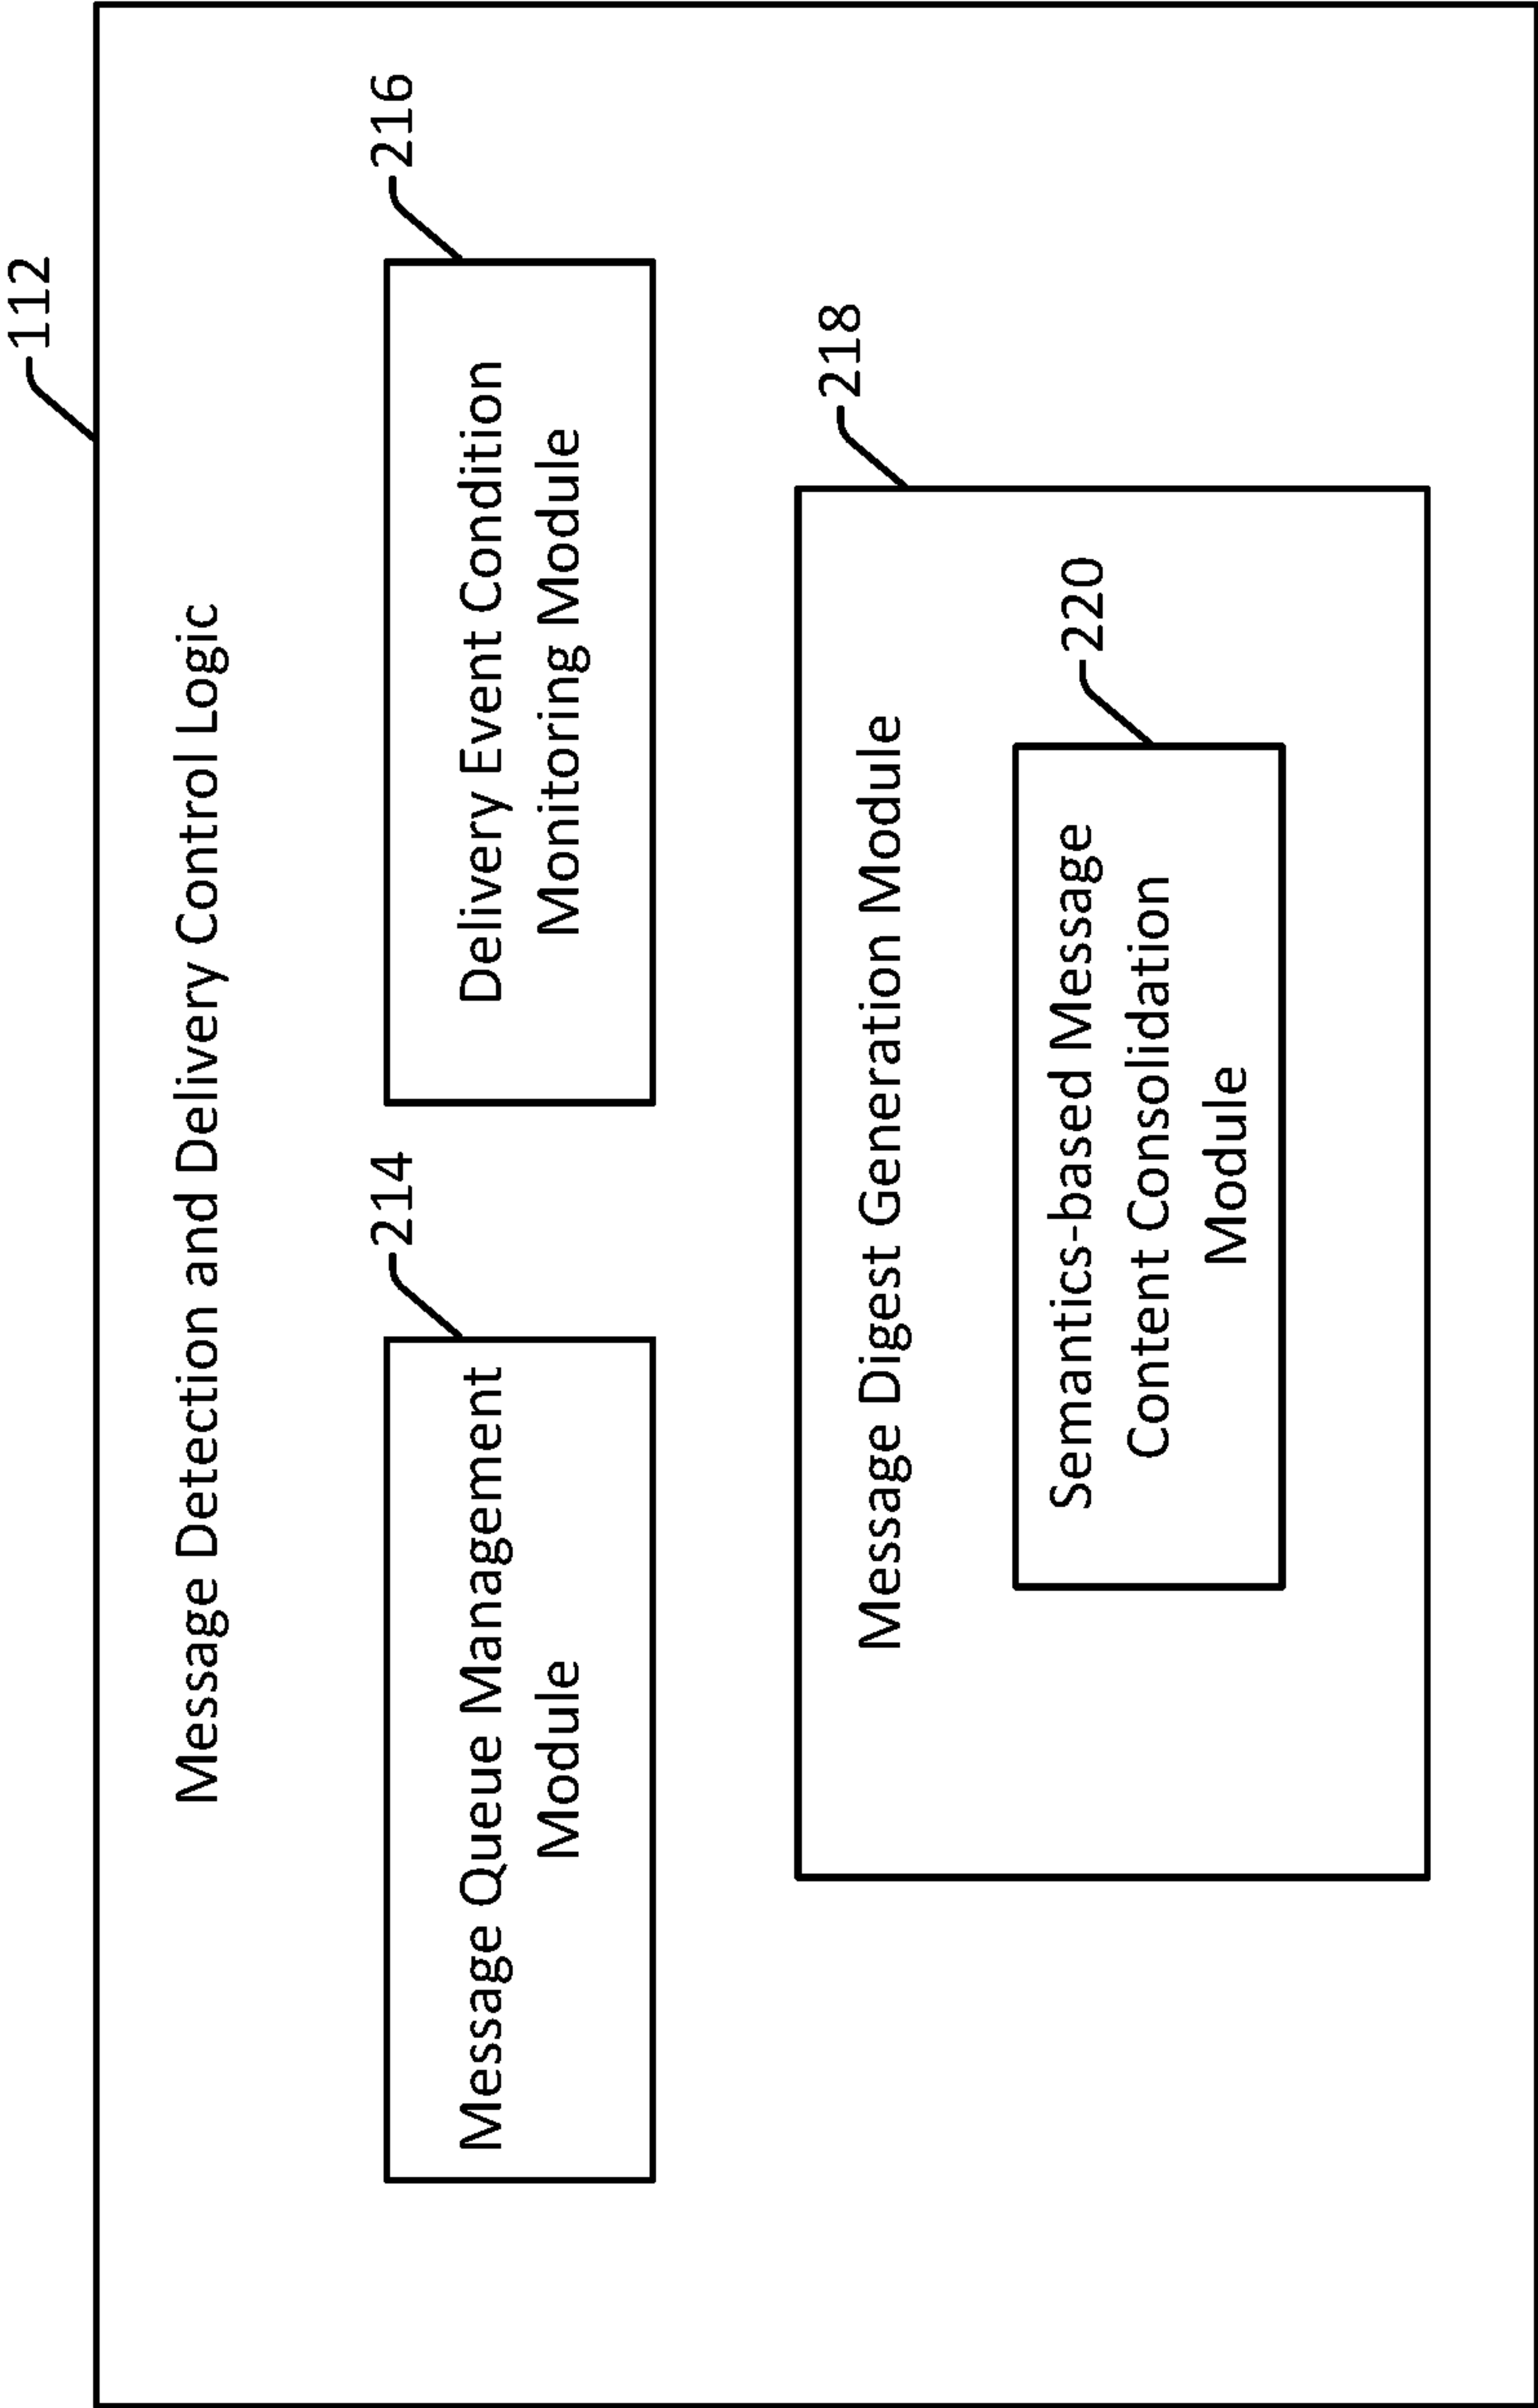 112
Message Detection and Delivery Control Logic
214
Message Queue Management
Module
216
Delivery Event Condition
Monitoring Module
218
Message Digest Generation Module
220
Semantics-based Message
Content Consolidation
Module